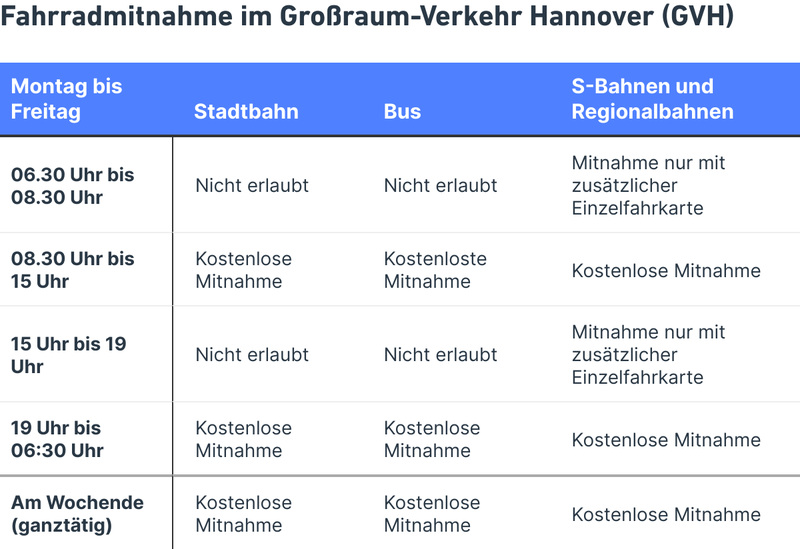 Fahrradmitnahme im Großraum-Verkehr Hannover (GVH)
Montag bis
Freitag
Stadtbahn
Bus
S-Bahnen und
Regionalbahnen
06.30 Uhr bis
08.30 Uhr
Nicht erlaubt
Nicht erlaubt
Mitnahme nur mit
zusätzlicher
Einzelfahrkarte
08.30 Uhr bis
15 Uhr
Kostenlose
Mitnahme
Kostenloste
Mitnahme
Kostenlose Mitnahme
15 Uhr bis 19
Uhr
Nicht erlaubt
Nicht erlaubt
Mitnahme nur mit
zusätzlicher
Einzelfahrkarte
19 Uhr bis
06:30 Uhr
Kostenlose
Mitnahme
Kostenlose
Mitnahme
Kostenlose Mitnahme
Am Wochende
(ganztätig)
Kostenlose
Mitnahme
Kostenlose
Mitnahme
Kostenlose Mitnahme